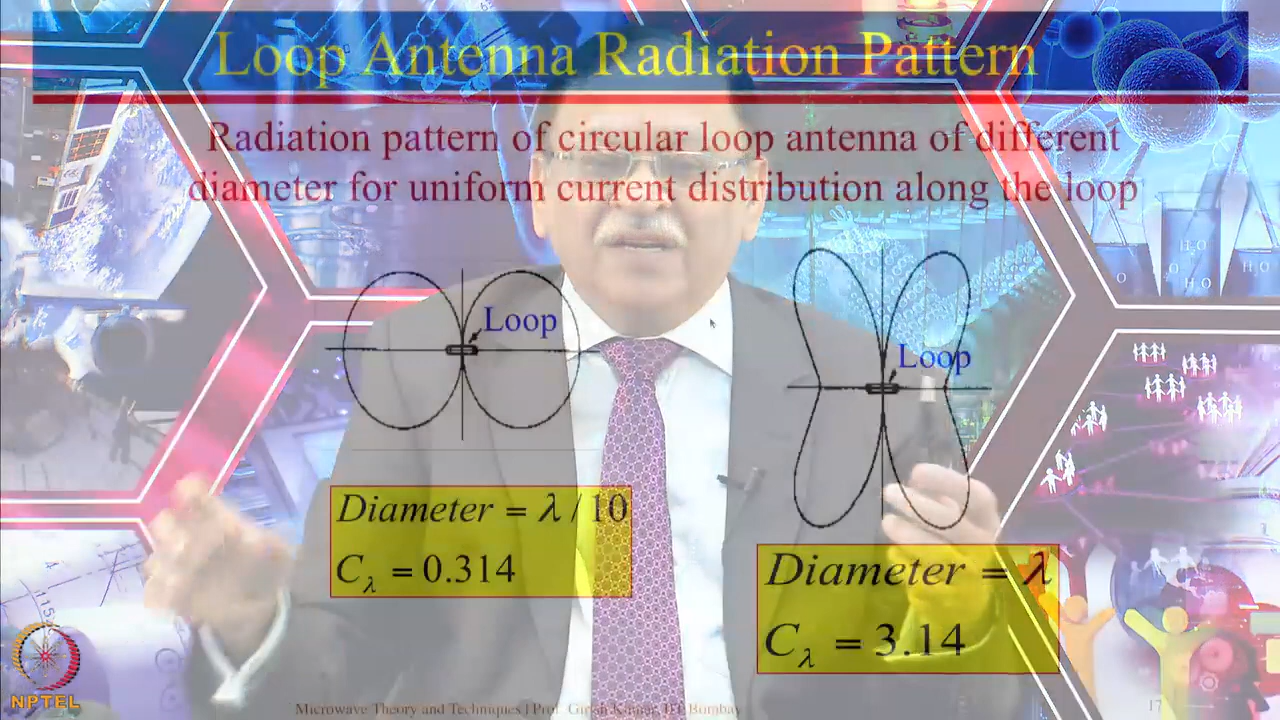 Loop Antenna Radiation Pattern
Radiation pattern of circular loop antenna of different
diameter for uniform current distribution along the loop
H₂O
O
O
H O
H O
Loop
Loop
Diameter = λ / 10
C_λ = 0.314
Diameter = λ
C_λ = 3.14
NPTEL
Microwave Theory and Techniques | Prof. Girish Kumar, IIT Bombay
17